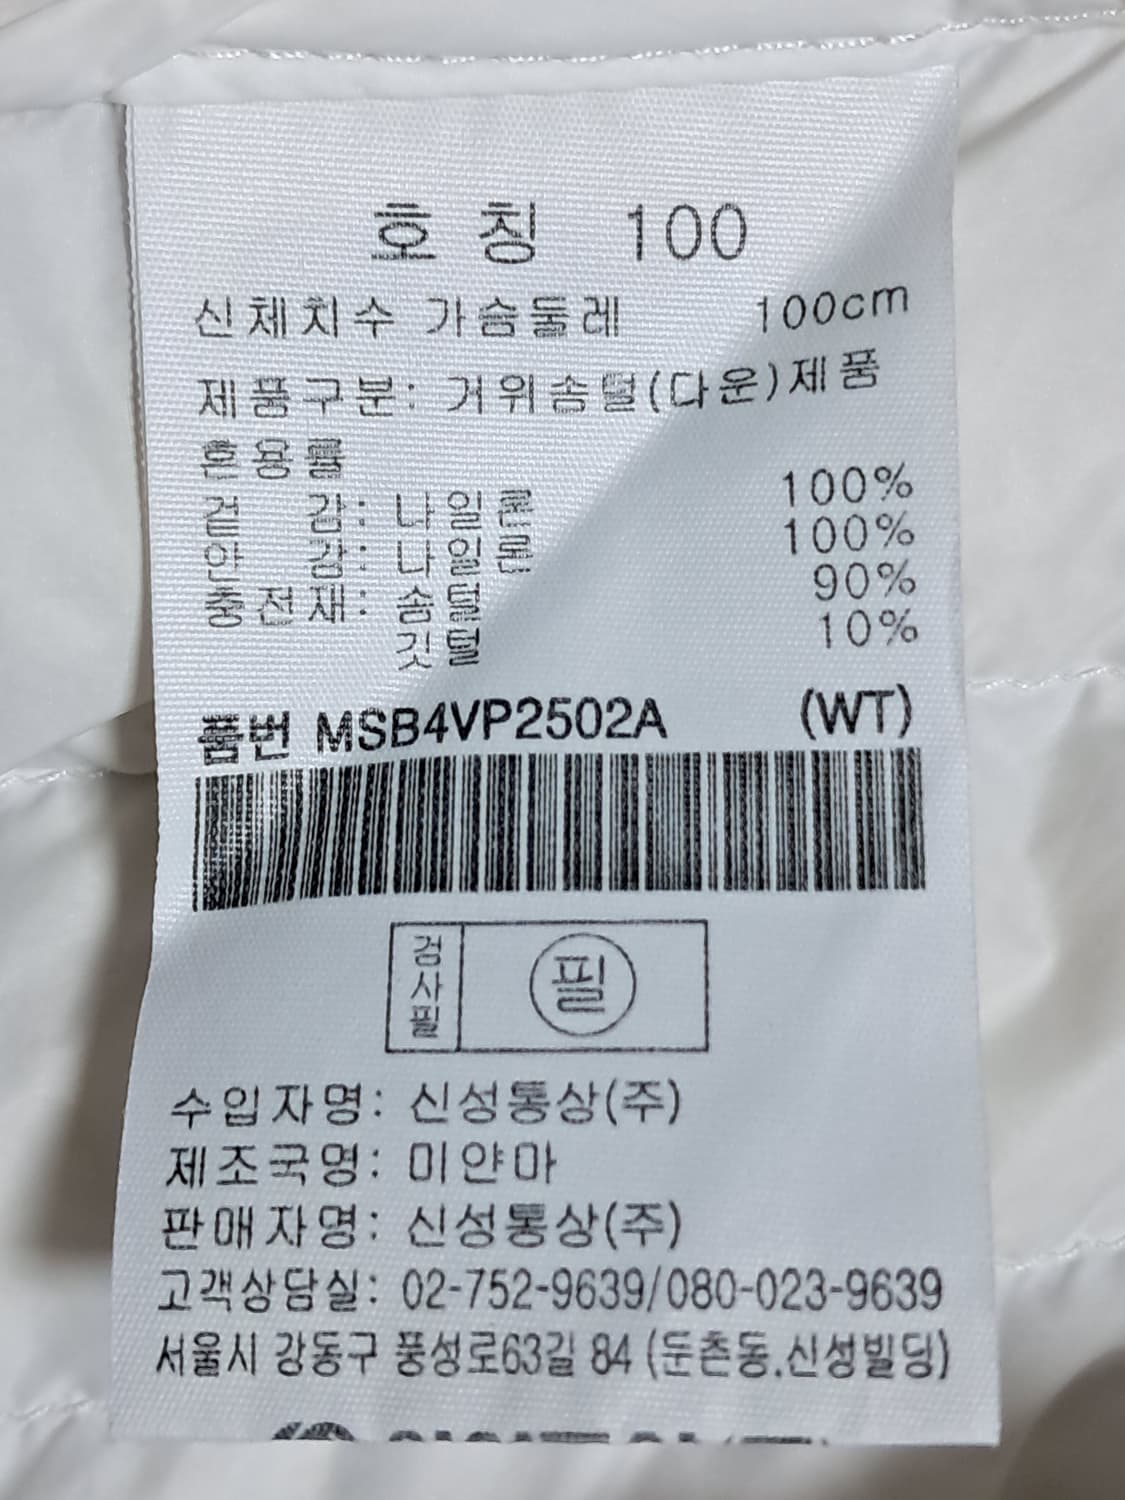 호 칭 100
신체치수 가슴둘레 100cm
제품구분: 거위솜털(다운)제품
혼용률
겉 감: 나일론 100%
안 감: 나일론 100%
충전재: 솜털 90%
깃털 10%
품번 MSB4VP2502A (WT)
검사필 필
수입자명: 신성통상(주)
제조국명: 미얀마
판매자명: 신성통상(주)
고객상담실: 02-752-9639/080-023-9639
서울시 강동구 풍성로63길 84 (둔촌동.신성빌딩)